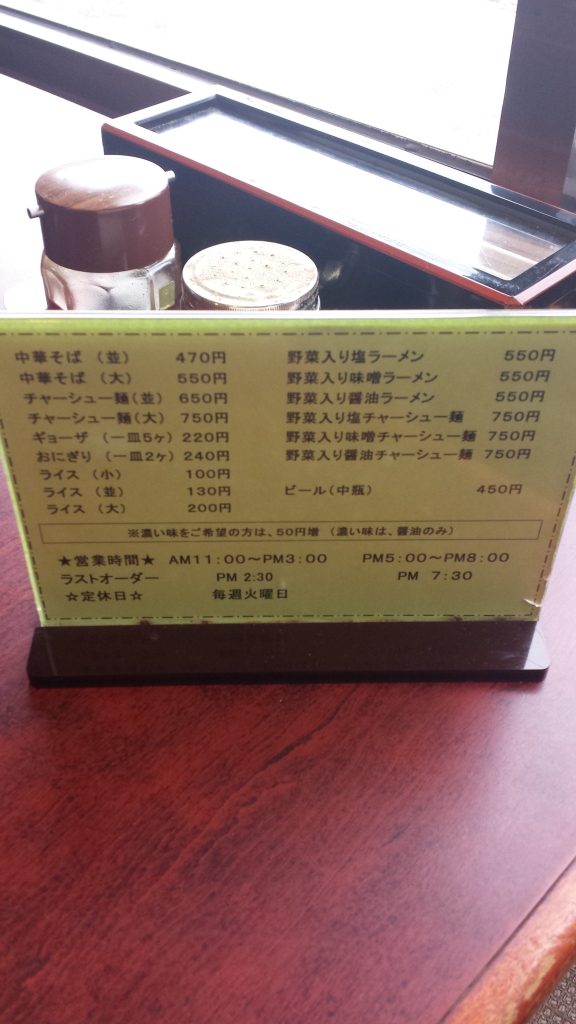 中華そば（並） 470円
中華そば（大） 550円
チャーシュー麺（並） 650円
チャーシュー麺（大） 750円
ギョーザ（一皿5ヶ） 220円
おにぎり（一皿2ヶ） 240円
ライス（小） 100円
ライス（並） 130円
ライス（大） 200円
野菜入り塩ラーメン 550円
野菜入り味噌ラーメン 550円
野菜入り醤油ラーメン 550円
野菜入り塩チャーシュー麺 750円
野菜入り味噌チャーシュー麺 750円
野菜入り醤油チャーシュー麺 750円
ビール（中瓶） 450円
※濃い味をご希望の方は、50円増 （濃い味は、醤油のみ）
★営業時間★ AM11:00～PM3:00 PM5:00～PM8:00
ラストオーダー PM 2:30 PM 7:30
☆定休日☆ 毎週火曜日